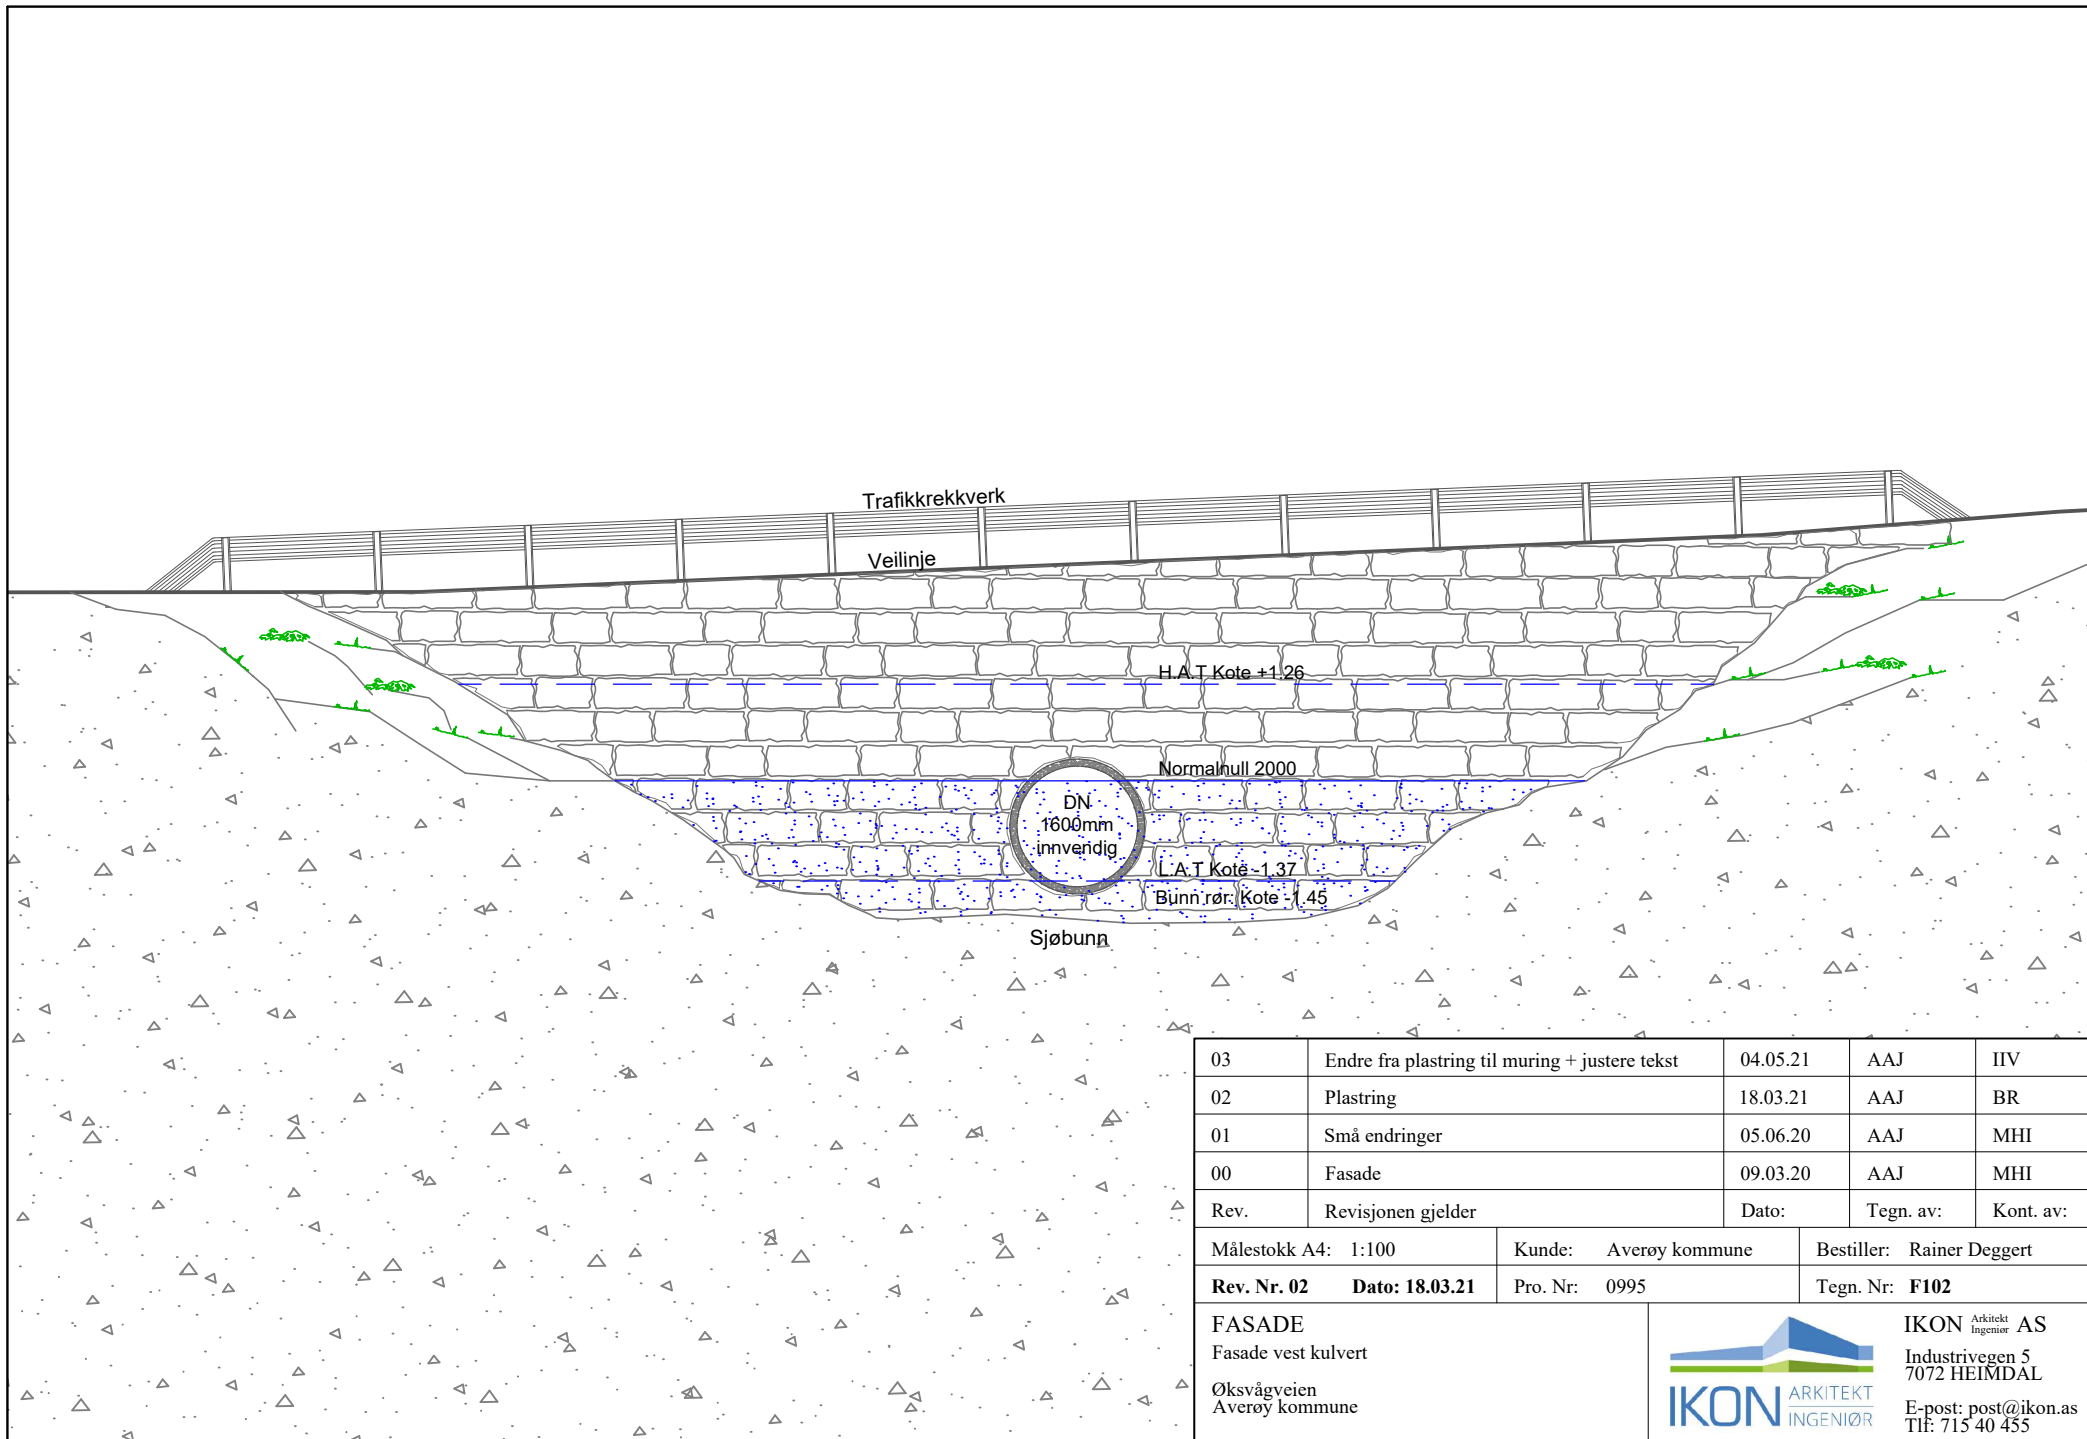 Trafikkrekkverk
Veilinje
H.A.T Kote +1.26
Normalnull 2000
DN
1600mm
innvendig
L.A.T Kote -1.37
Bunn rør: Kote -1.45
Sjøbunn
03 Endre fra plastring til muring + justere tekst 04.05.21 AAJ IIV
02 Plastring 18.03.21 AAJ BR
01 Små endringer 05.06.20 AAJ MHI
00 Fasade 09.03.20 AAJ MHI
Rev. Revisjonen gjelder Dato: Tegn. av: Kont. av:
Målestokk A4: 1:100 Kunde: Averøy kommune Bestiller: Rainer Deggert
Rev. Nr. 02 Dato: 18.03.21 Pro. Nr: 0995 Tegn. Nr: F102
FASADE
Fasade vest kulvert
Øksvågveien
Averøy kommune
IKON ARKITEKT INGENIØR
IKON Arkitekt Ingeniør AS
Industrivegen 5
7072 HEIMDAL
E-post: post@ikon.as
Tlf: 715 40 455